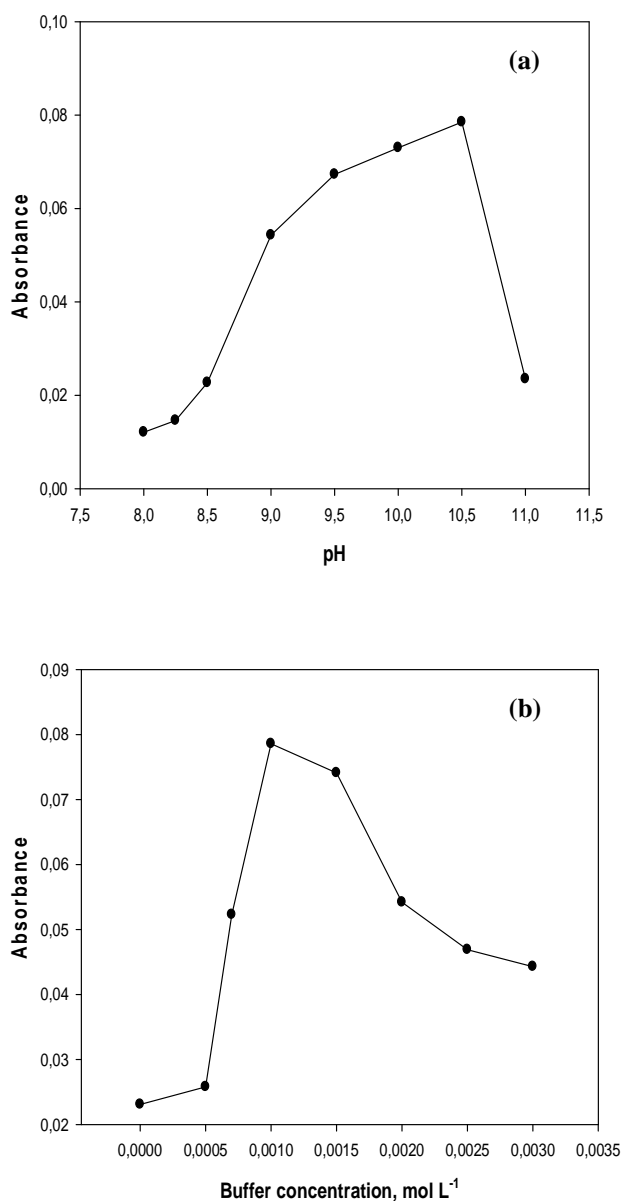 0,10
(a)
0,08
0,06
Absorbance
0,04
0,02
0,00
7,5 8,0 8,5 9,0 9,5 10,0 10,5 11,0 11,5
pH
0,09
(b)
0,08
0,07
0,06
Absorbance
0,05
0,04
0,03
0,02
0,0000 0,0005 0,0010 0,0015 0,0020 0,0025 0,0030 0,0035
Buffer concentration, mol L⁻¹